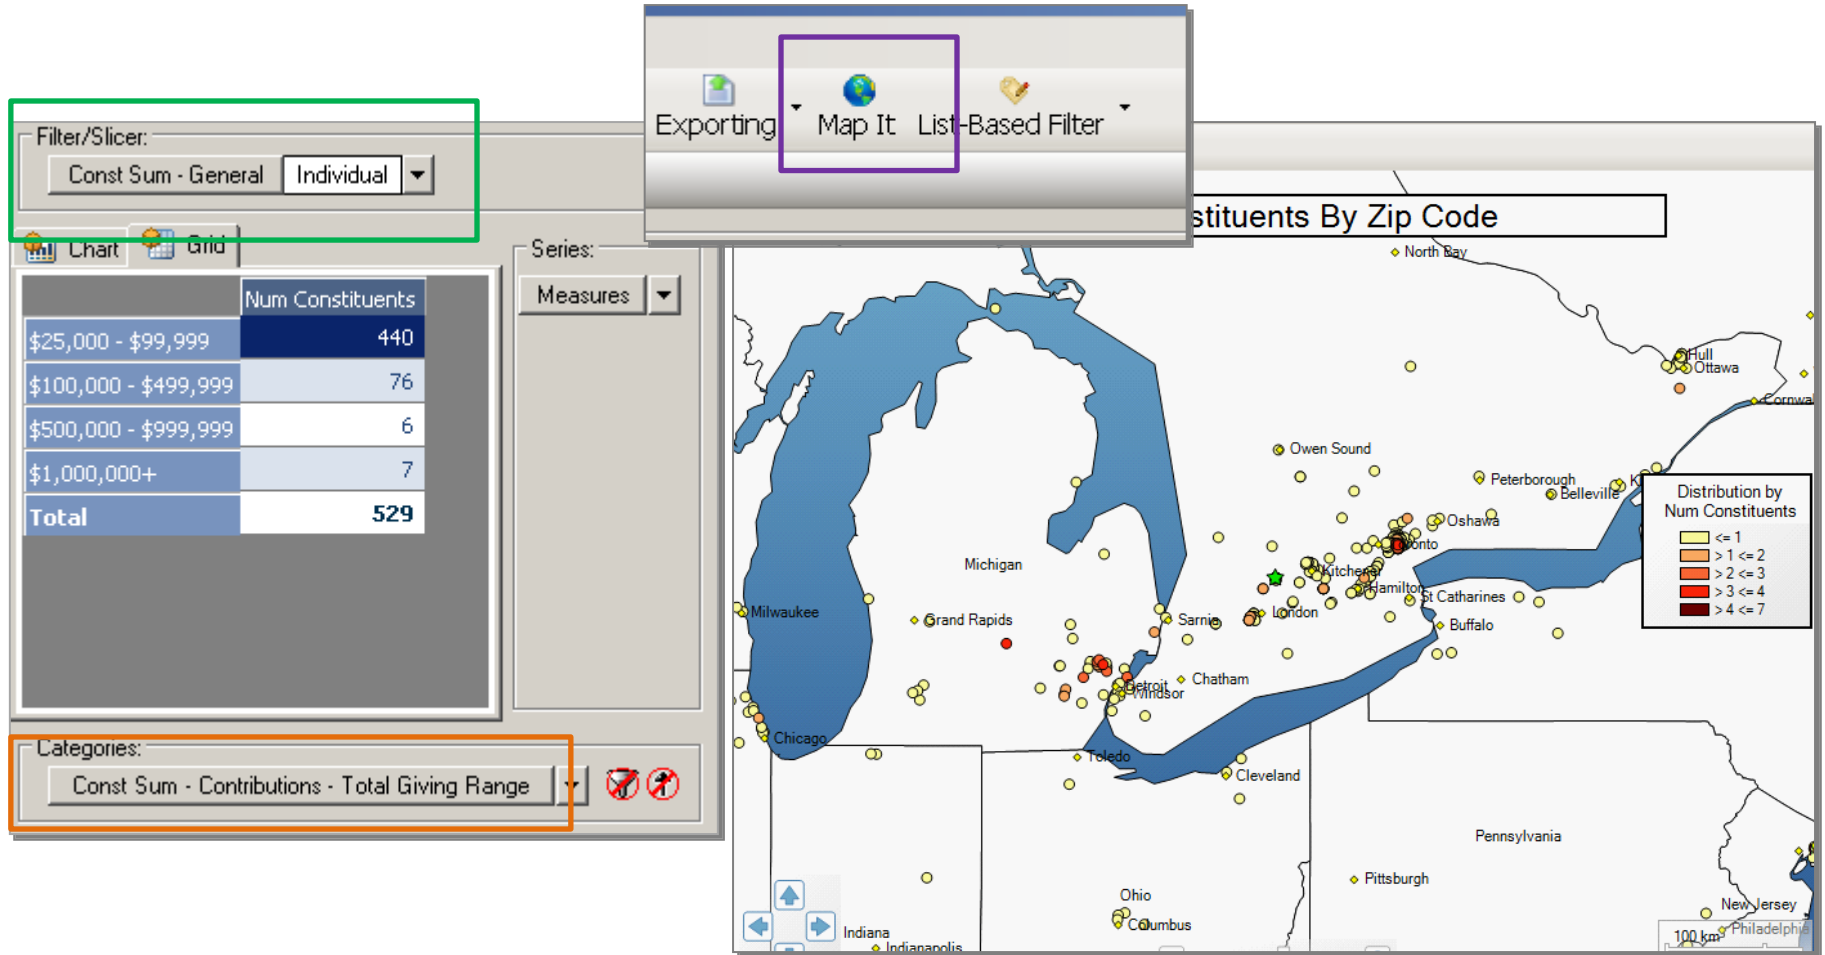 Exporting
Map It
List-Based Filter
Filter/Slicer:
Const Sum - General
Individual
Chart
Grid
Num Constituents
$25,000 - $99,999 440
$100,000 - $499,999 76
$500,000 - $999,999 6
$1,000,000+ 7
Total 529
Series:
Measures
Categories:
Const Sum - Contributions - Total Giving Range
stituents By Zip Code
North Bay
Hull
Ottawa
Cornwa
Owen Sound
Peterborough
Belleville
K
Oshawa
onto
Michigan
Kitchener
Hamilton
St Catharines
Milwaukee
Grand Rapids
Sarnia
London
Buffalo
Chatham
Detroit
Windsor
Chicago
Toledo
Cleveland
Pennsylvania
Pittsburgh
Ohio
Columbus
New Jersey
Philadelphi
Indiana
Indianapolis
100 km
Distribution by
Num Constituents
<= 1
> 1 <= 2
> 2 <= 3
> 3 <= 4
> 4 <= 7